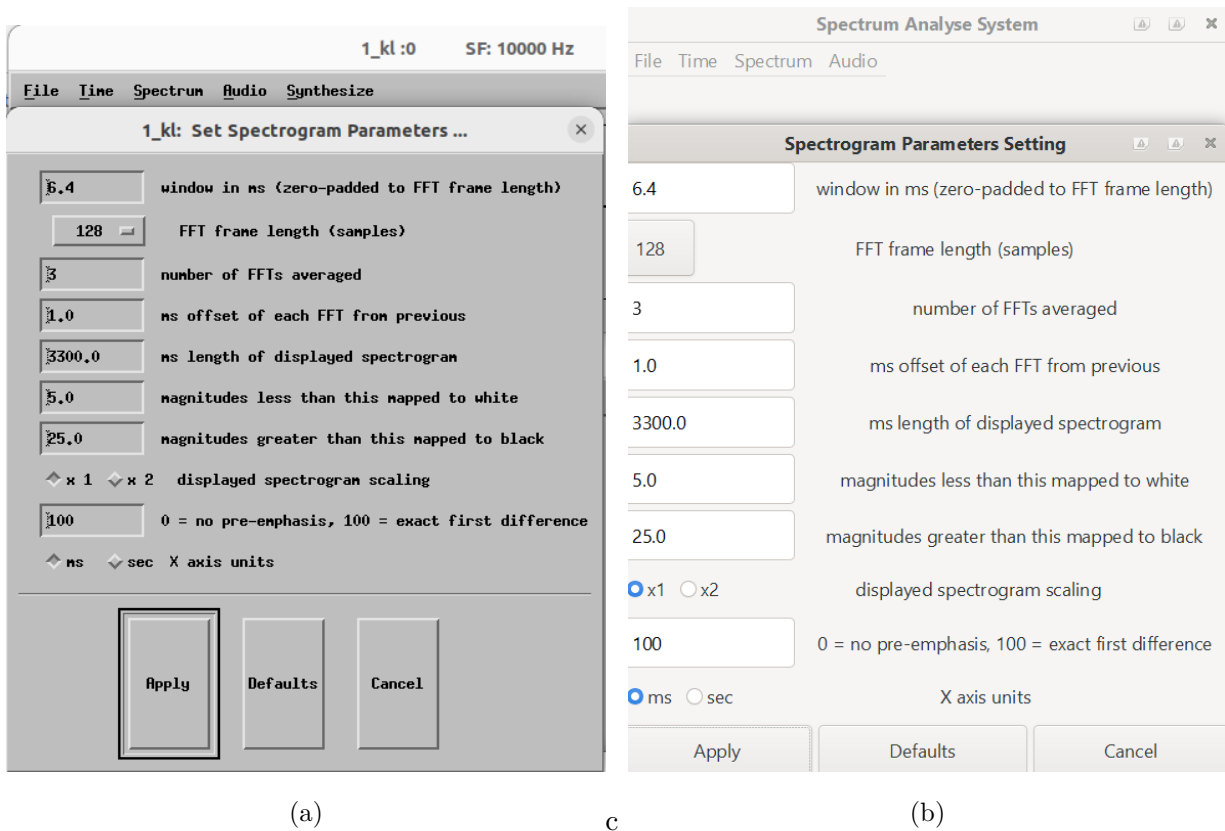 1_kl :0 SF: 10000 Hz
File Time Spectrum Audio Synthesize
1_kl: Set Spectrogram Parameters ...
6.4 window in ms (zero-padded to FFT frame length)
128 FFT frame length (samples)
3 number of FFTs averaged
1.0 ms offset of each FFT from previous
3300.0 ms length of displayed spectrogram
5.0 magnitudes less than this mapped to white
25.0 magnitudes greater than this mapped to black
x 1 x 2 displayed spectrogram scaling
100 0 = no pre-emphasis, 100 = exact first difference
ms sec X axis units
Apply Defaults Cancel
(a)
c
Spectrum Analyse System
File Time Spectrum Audio
Spectrogram Parameters Setting
6.4 window in ms (zero-padded to FFT frame length)
128 FFT frame length (samples)
3 number of FFTs averaged
1.0 ms offset of each FFT from previous
3300.0 ms length of displayed spectrogram
5.0 magnitudes less than this mapped to white
25.0 magnitudes greater than this mapped to black
x1 x2 displayed spectrogram scaling
100 0 = no pre-emphasis, 100 = exact first difference
ms sec X axis units
Apply Defaults Cancel
(b)